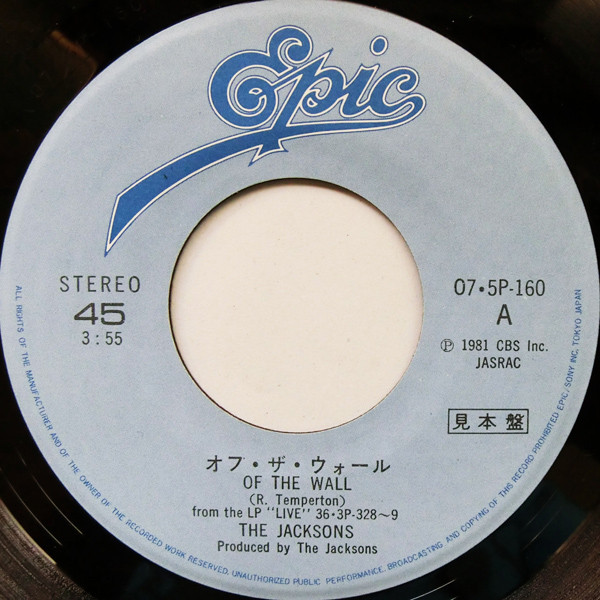 Epic
STEREO
45
3:55
07•5P-160
A
Ⓟ 1981 CBS Inc.
JASRAC
見本盤
オフ・ザ・ウォール
OF THE WALL
(R. Temperton)
from the LP "LIVE" 36•3P-328〜9
THE JACKSONS
Produced by The Jacksons
ALL RIGHTS OF THE MANUFACTURER AND OF THE OWNER OF THE RECORDED WORK RESERVED. UNAUTHORIZED PUBLIC PERFORMANCE. BROADCASTING AND COPYING OF THIS RECORD PROHIBITED EPIC/SONY INC. TOKYO JAPAN